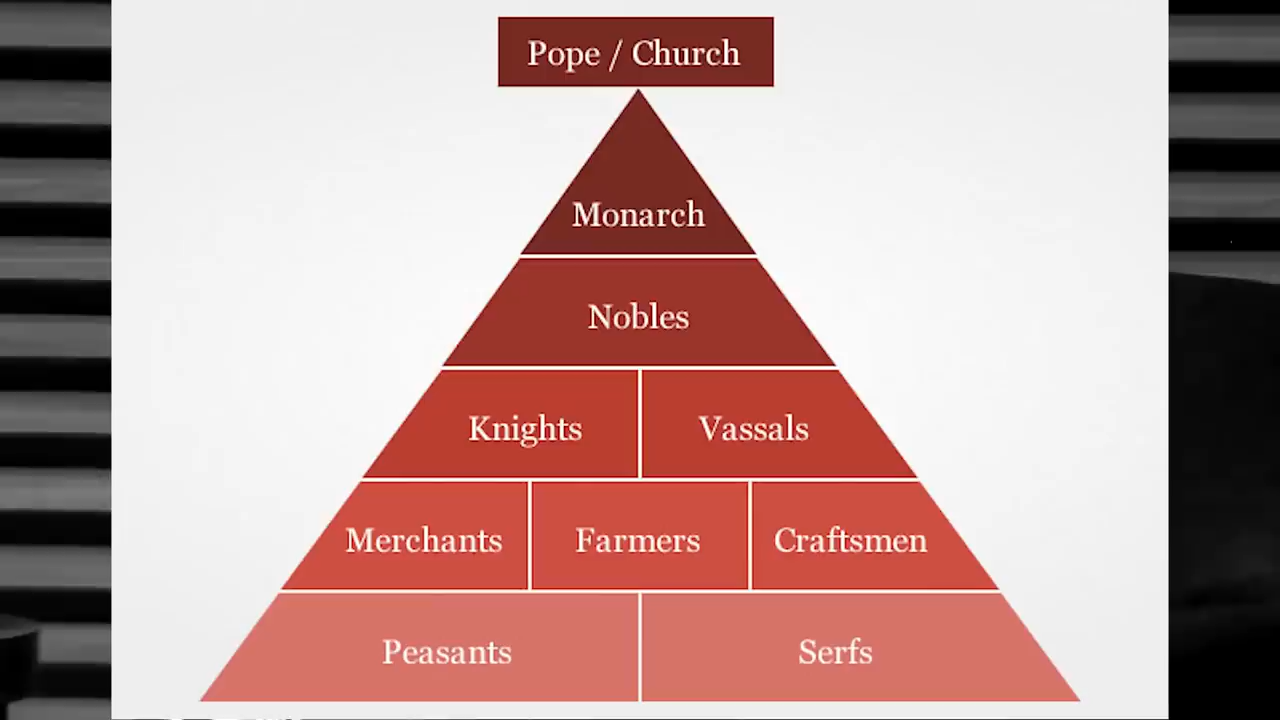 Pope / Church
Monarch
Nobles
Knights Vassals
Merchants Farmers Craftsmen
Peasants Serfs